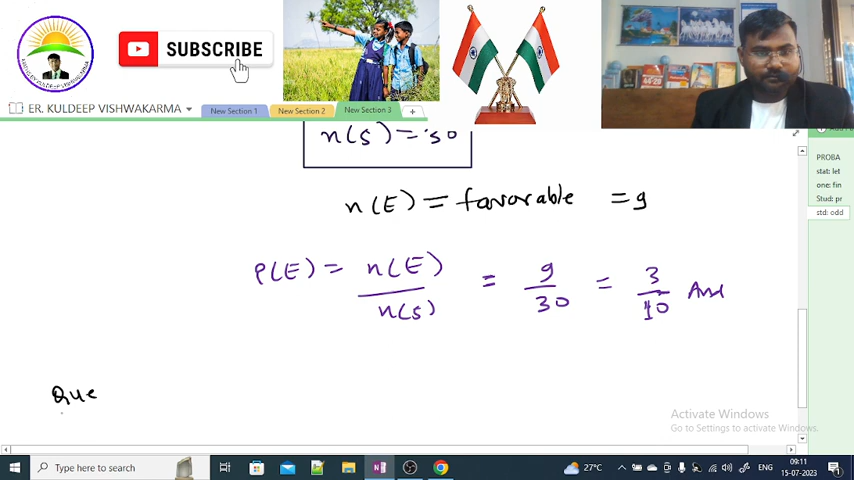 SUBSCRIBE
ER. KULDEEP VISHWAKARMA
New Section 1
New Section 2
New Section 3
+
n(S) = 30
n(E) = favorable = 9
P(E) = n(E) / n(S) = 9/30 = 3/10 Ans
Que
PROBA
stat: let
one: fin
Stud: pr
std: odd
Activate Windows
Go to Settings to activate Windows.
Type here to search
27°C
ENG
09:11
15-07-2023